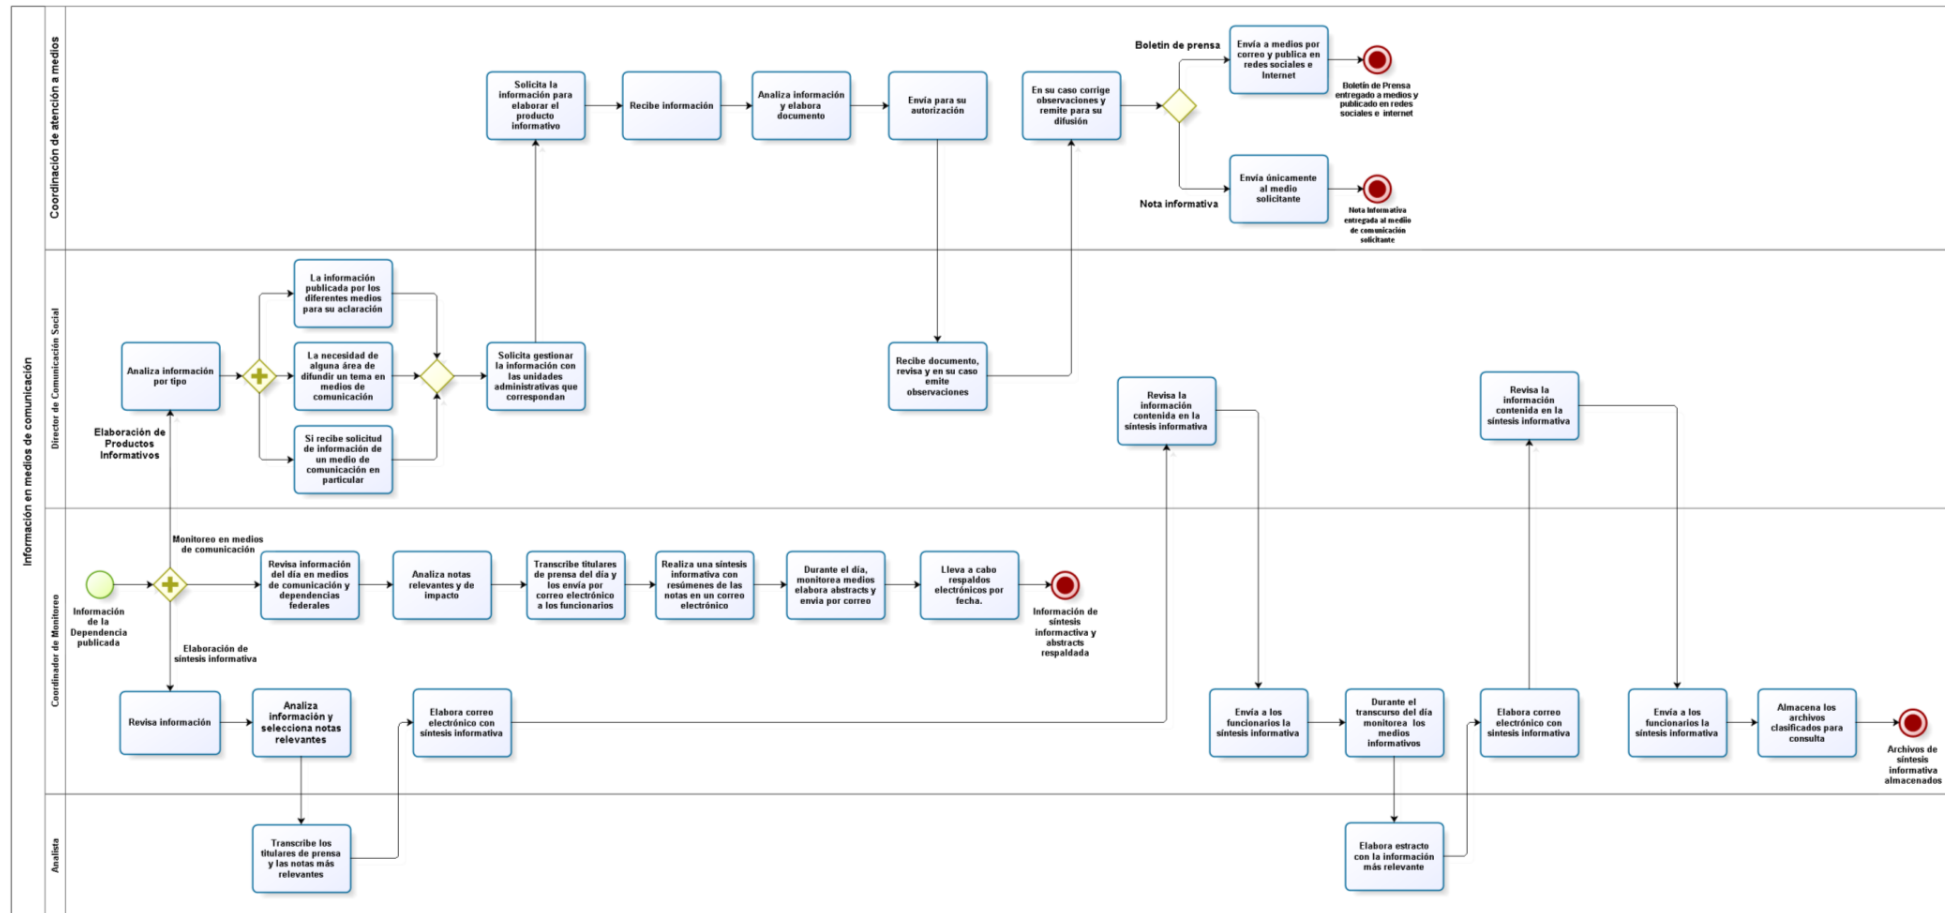 Información en medios de comunicación
Coordinación de atención a medios
Solicita la
información para
elaborar el
producto
informativo
Recibe información
Analiza información
y elabora
documento
Envía para su
autorización
En su caso corrige
observaciones y
remite para su
difusión
Boletin de prensa
Envía a medios por
correo y publica en
redes sociales e
Internet
Boletín de Prensa
entregado a medios y
publicado en redes
sociales e internet
Nota informativa
Envía únicamente
al medio
solicitante
Nota Informativa
entregada al medio
de comunicación
solicitante
Director de Comunicación Social
Analiza información
por tipo
La información
publicada por los
diferentes medios
para su aclaración
La necesidad de
alguna área de
difundir un tema en
medios de
comunicación
Si recibe solicitud
de información de
un medio de
comunicación en
particular
Solicita gestionar
la información con
las unidades
administrativas que
correspondan
Recibe documento,
revisa y en su caso
emite
observaciones
Revisa la
información
contenida en la
síntesis informativa
Revisa la
información
contenida en la
síntesis informativa
Elaboración de
Productos
Informativos
Coordinador de Monitoreo
Información
de la
Dependencia
publicada
Monitoreo en medios
de comunicación
Revisa información
del día en medios
de comunicación y
dependencias
federales
Analiza notas
relevantes y de
impacto
Transcribe titulares
de prensa del día y
los envía por
correo electrónico
a los funcionarios
Realiza una síntesis
informativa con
resúmenes de las
notas en un correo
electrónico
Durante el día,
monitorea medios
elabora abstracts y
envia por correo
Lleva a cabo
respaldos
electrónicos por
fecha.
Información de
síntesis
informactiva y
abstracts
respaldada
Elaboración de
síntesis informativa
Revisa información
Analiza
información y
selecciona notas
relevantes
Elabora correo
electrónico con
síntesis informativa
Envía a los
funcionarios la
síntesis informativa
Durante el
transcurso del día
monitorea los
medios
informativos
Elabora correo
electrónico con
síntesis informativa
Envía a los
funcionarios la
síntesis informativa
Almacena los
archivos
clasificados para
consulta
Archivos de
síntesis
informativa
almacenados
Analista
Transcribe los
titulares de prensa
y las notas más
relevantes
Elabora estracto
con la información
más relevante